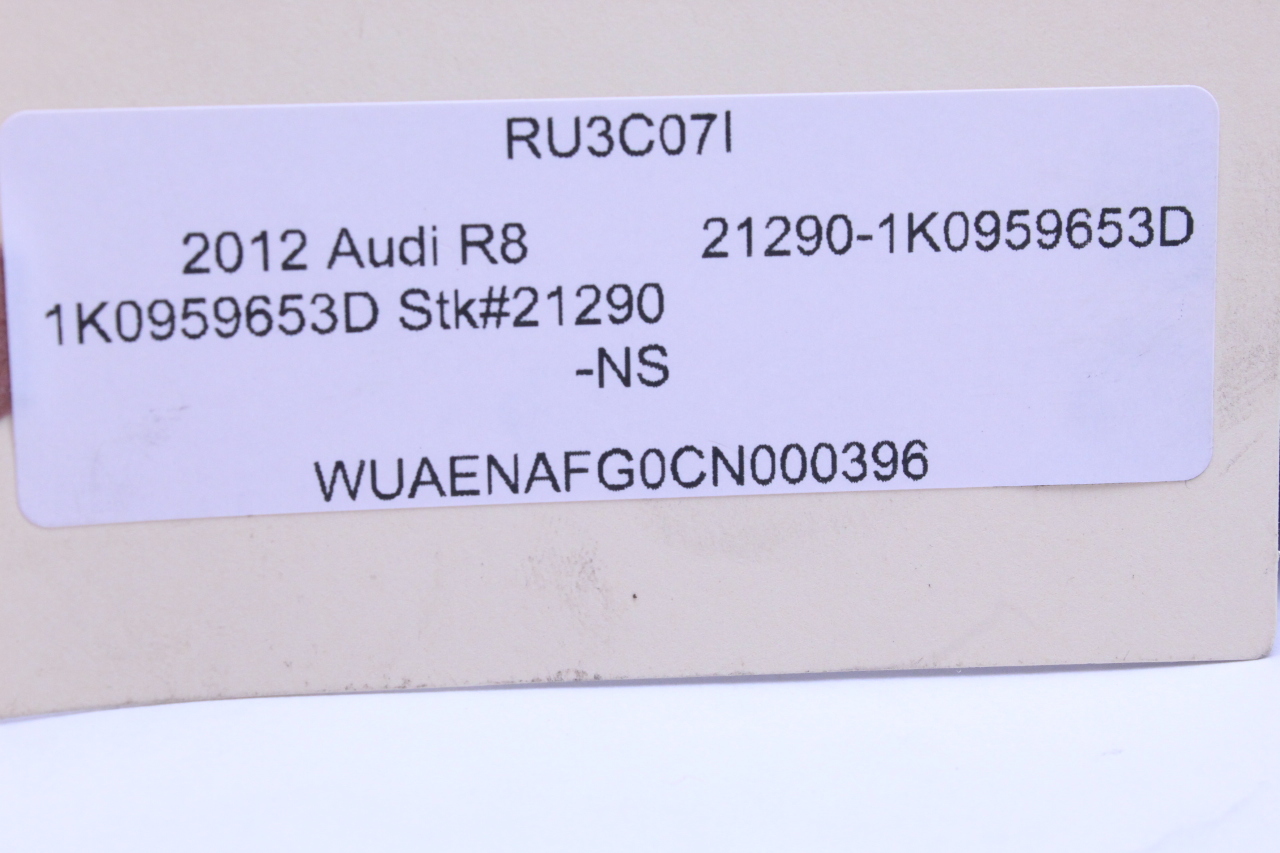 RU3C07I
2012 Audi R8 21290-1K0959653D
1K0959653D Stk#21290
-NS
WUAENAFG0CN000396